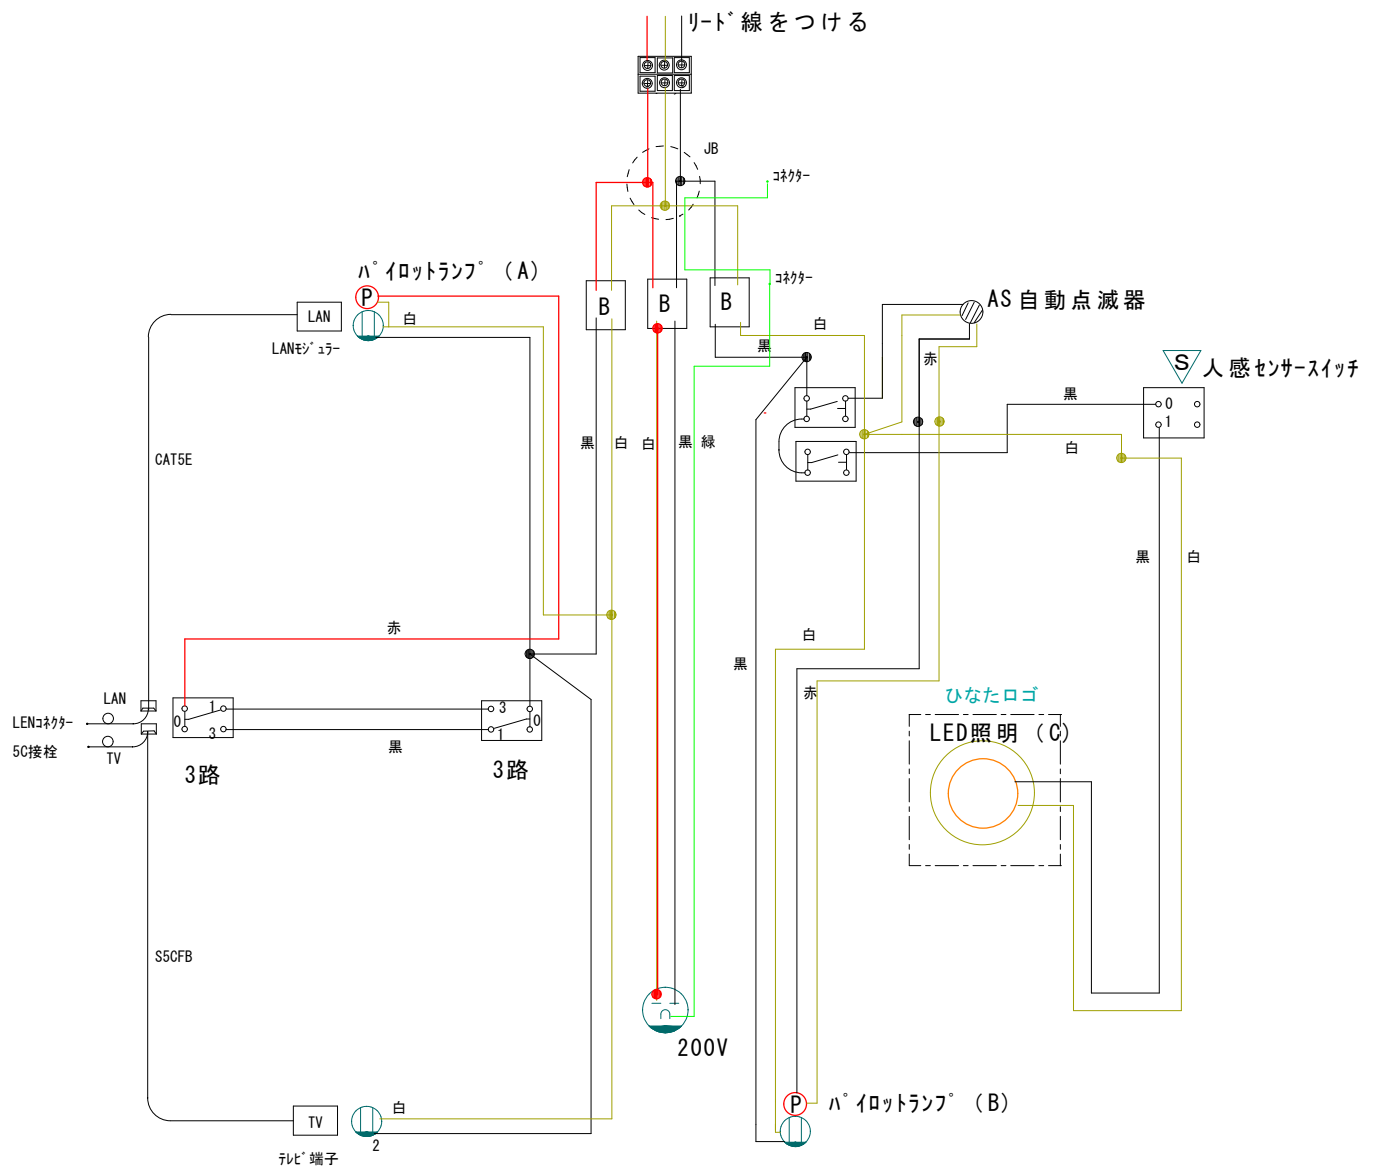 ﾘｰﾄﾞ線をつける
JB
ｺﾈｸﾀｰ
ﾊﾟｲﾛｯﾄﾗﾝﾌﾟ（A）
ｺﾈｸﾀｰ
P
LAN
白
B
B
B
AS自動点滅器
LANﾓｼﾞｭﾗｰ
白
黒
赤
S
人感ｾﾝｻｰｽｲｯﾁ
黒
0
1
黒
白
白
黒
緑
白
CAT5E
黒
白
赤
白
黒
赤
ひなたロゴ
LED照明（C）
LAN
LENｺﾈｸﾀｰ
5C接栓
TV
0
1
3
3
1
0
黒
3路
3路
S5CFB
200V
P
ﾊﾟｲﾛｯﾄﾗﾝﾌﾟ（B）
TV
白
2
ﾃﾚﾋﾞ端子